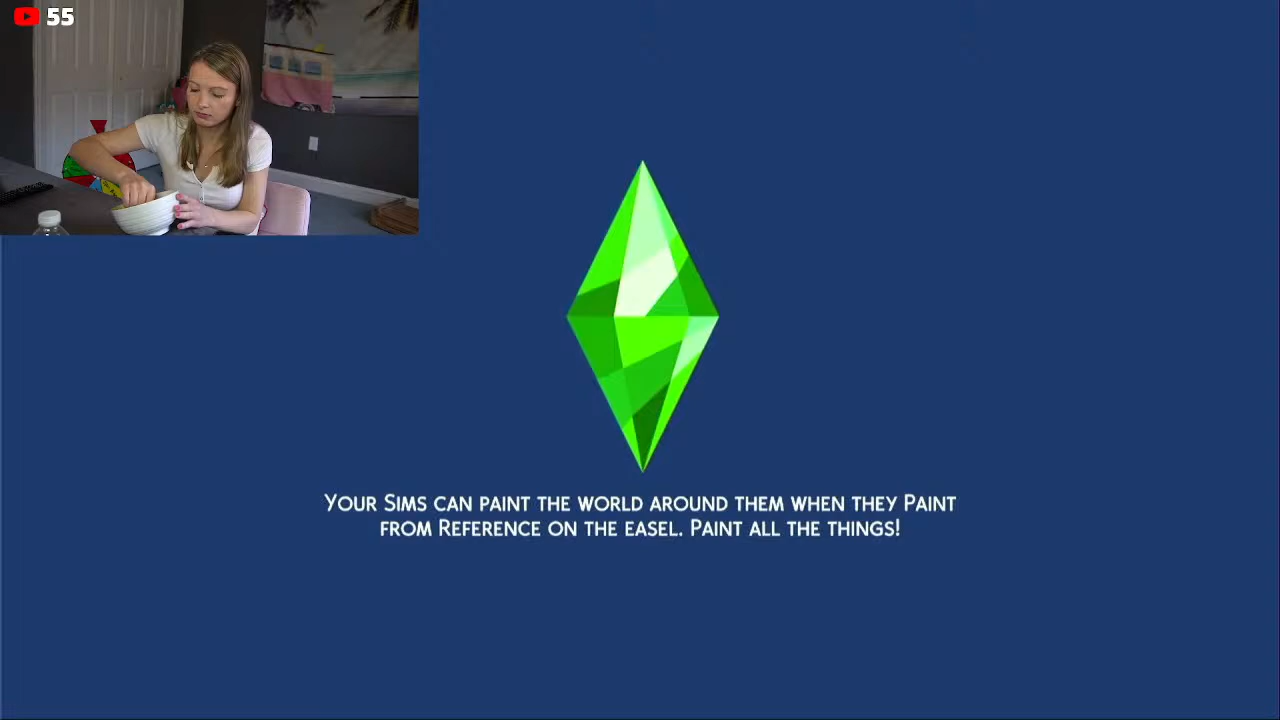 55
Your Sims can paint the world around them when they Paint
from Reference on the easel. Paint all the things!